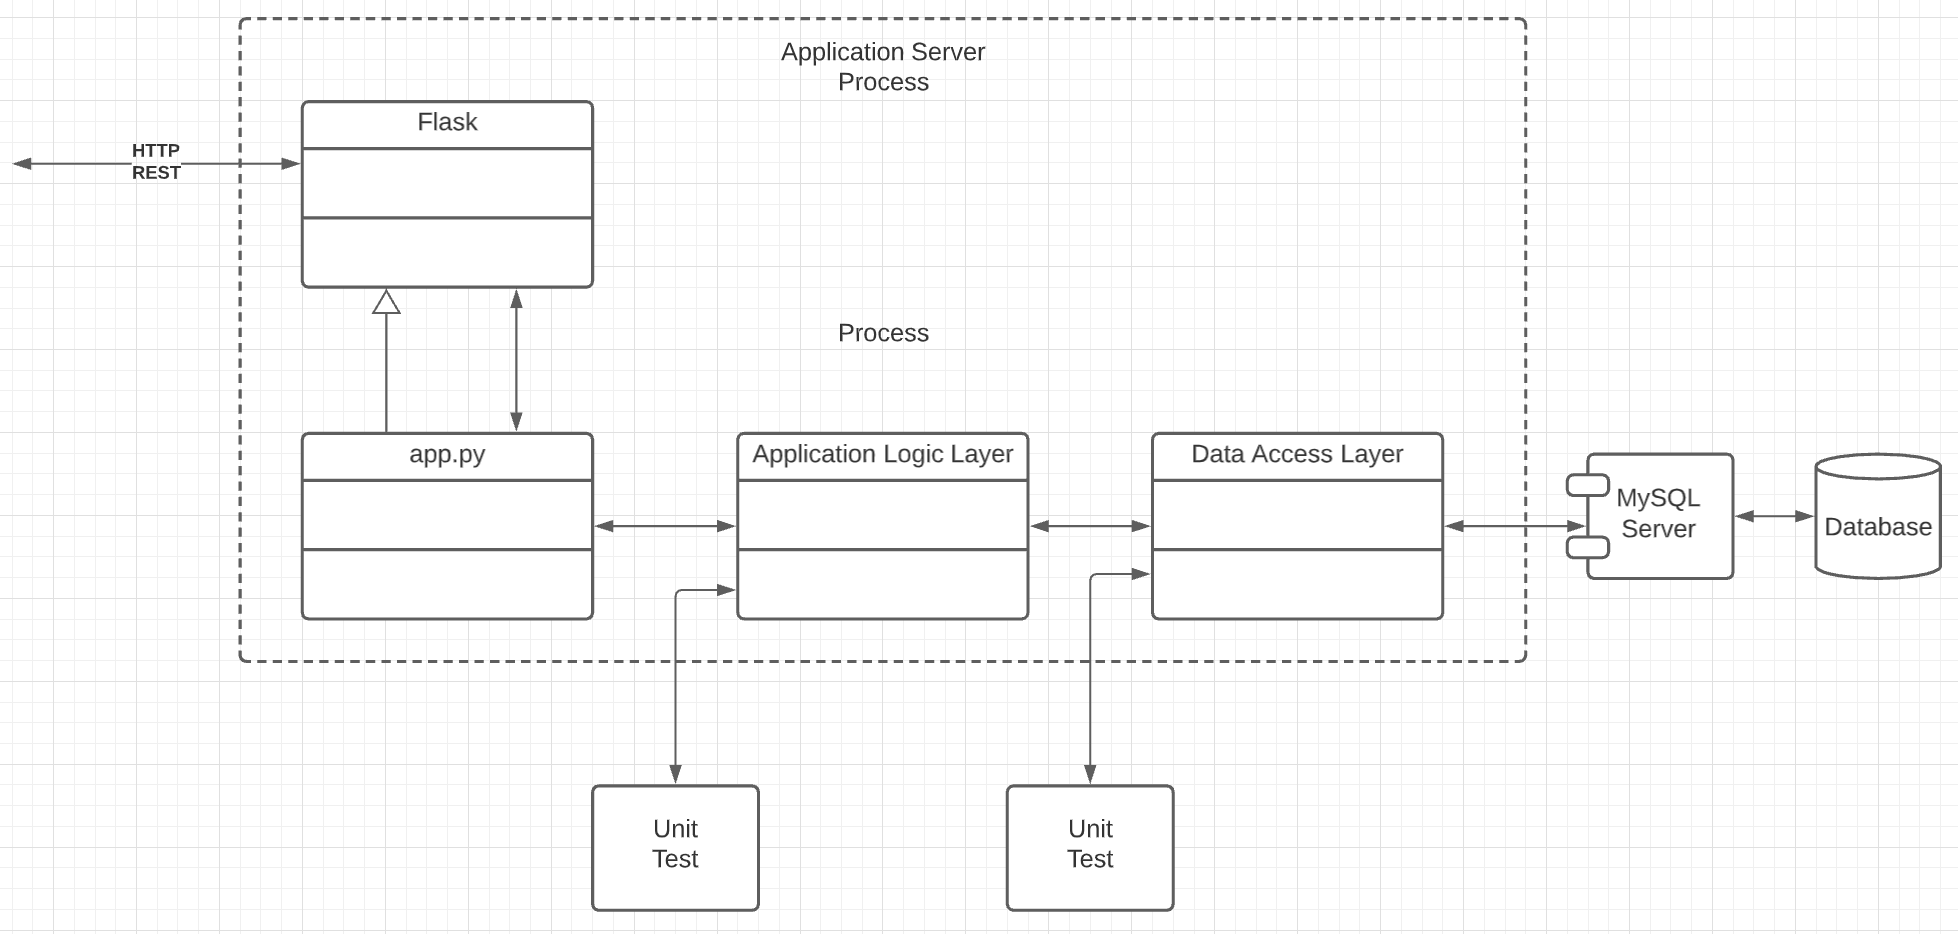 Application Server
Process
Flask
HTTP
REST
Process
app.py
Application Logic Layer
Data Access Layer
MySQL
Server
Database
Unit
Test
Unit
Test